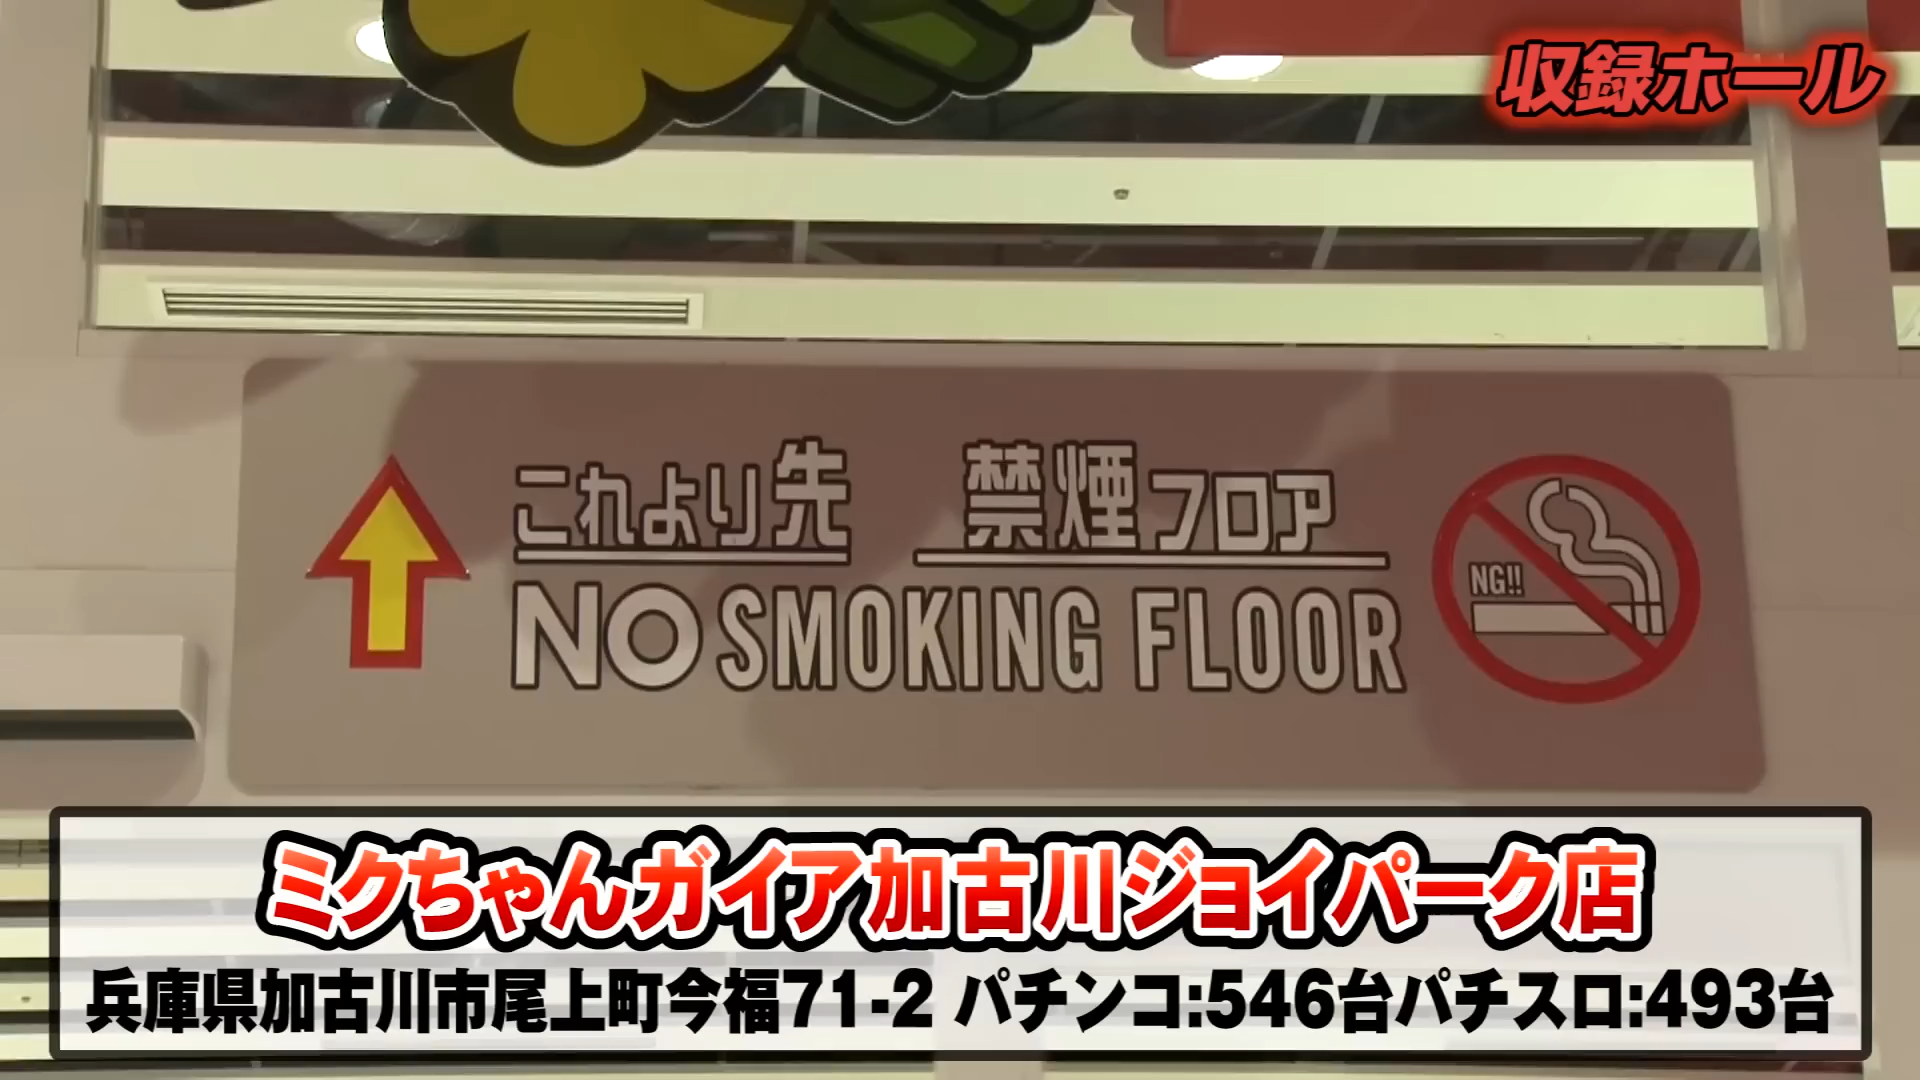 収録ホール
これより先 禁煙フロア
NO SMOKING FLOOR
NG!!
ミクちゃんガイア加古川ジョイパーク店
兵庫県加古川市尾上町今福71-2 パチンコ:546台パチスロ:493台